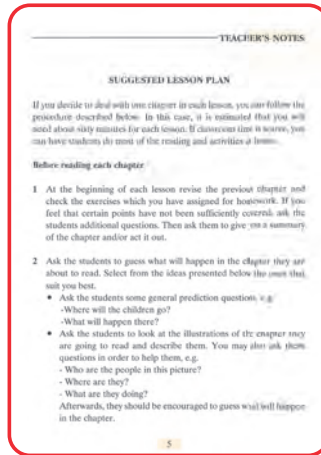 TEACHER'S NOTES
SUGGESTED LESSON PLAN
If you decide to deal with one chapter in each lesson, you can follow the
procedure described below. In this case, it is estimated that you will
need about sixty minutes for each lesson. If classroom time is scarce, you
can have students do most of the reading and activities at home.
Before reading each chapter
1 At the beginning of each lesson revise the previous chapter and
check the exercises which you have assigned for homework. If you
feel that certain points have not been sufficiently covered, ask the
students additional questions. Then ask them to give you a summary
of the chapter and/or act it out.
2 Ask the students to guess what will happen in the chapter they are
about to read. Select from the ideas presented below the ones that
suit you best.
• Ask the students some general prediction questions, e.g.
-Where will the children go?
-What will happen there?
• Ask the students to look at the illustrations of the chapter they
are going to read and describe them. You may also ask them
questions in order to help them, e.g.
- Who are the people in this picture?
- Where are they?
- What are they doing?
Afterwards, they should be encouraged to guess what will happen
in the chapter.
5